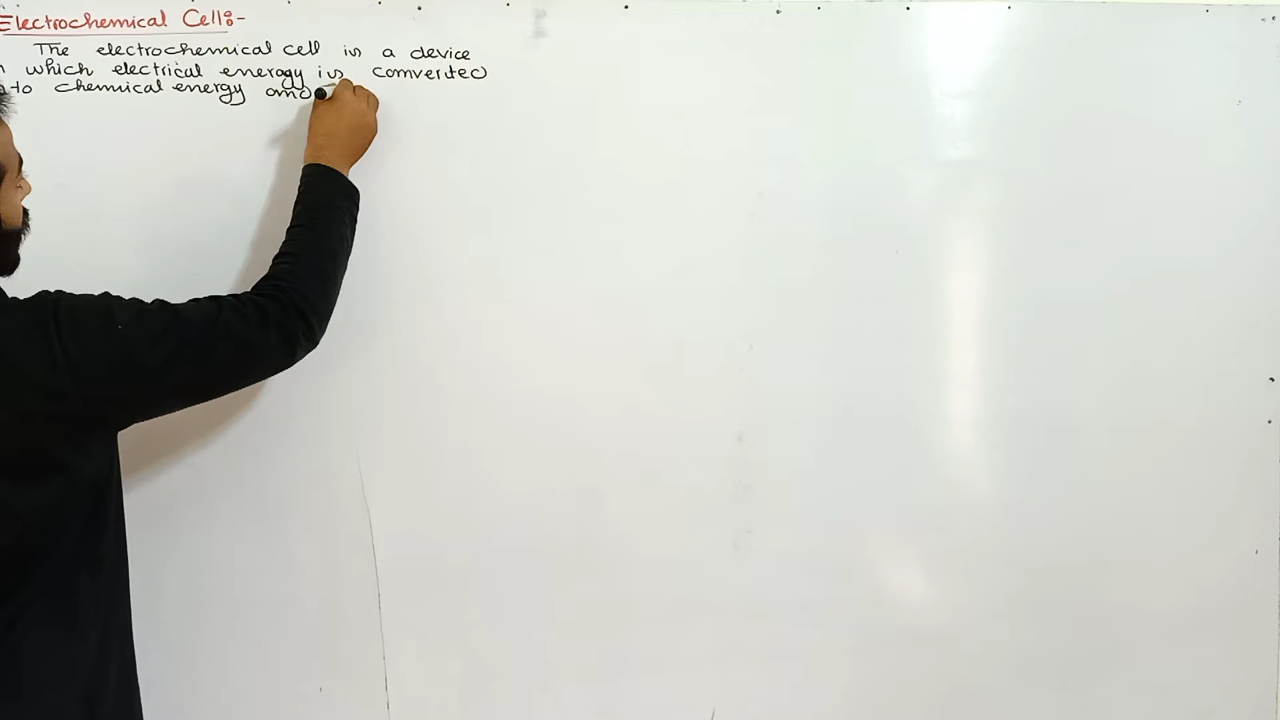 Electrochemical Cell:-
The electrochemical cell is a device
which electrical energy is converted
to chemical energy and